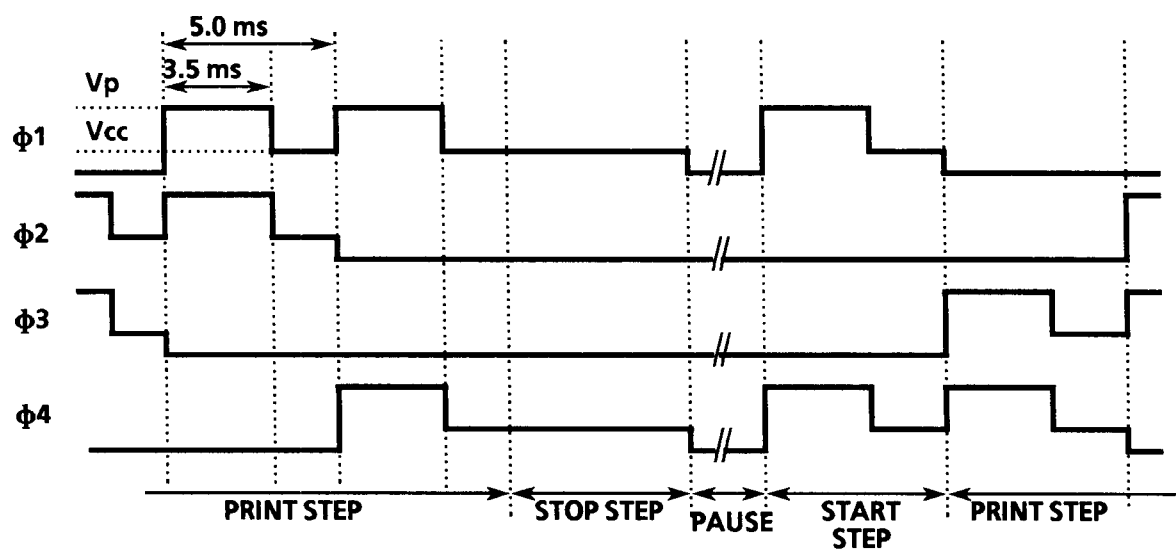 5.0 ms
3.5 ms
Vp
Vcc
ϕ1
ϕ2
ϕ3
ϕ4
PRINT STEP
STOP STEP
PAUSE
START
STEP
PRINT STEP